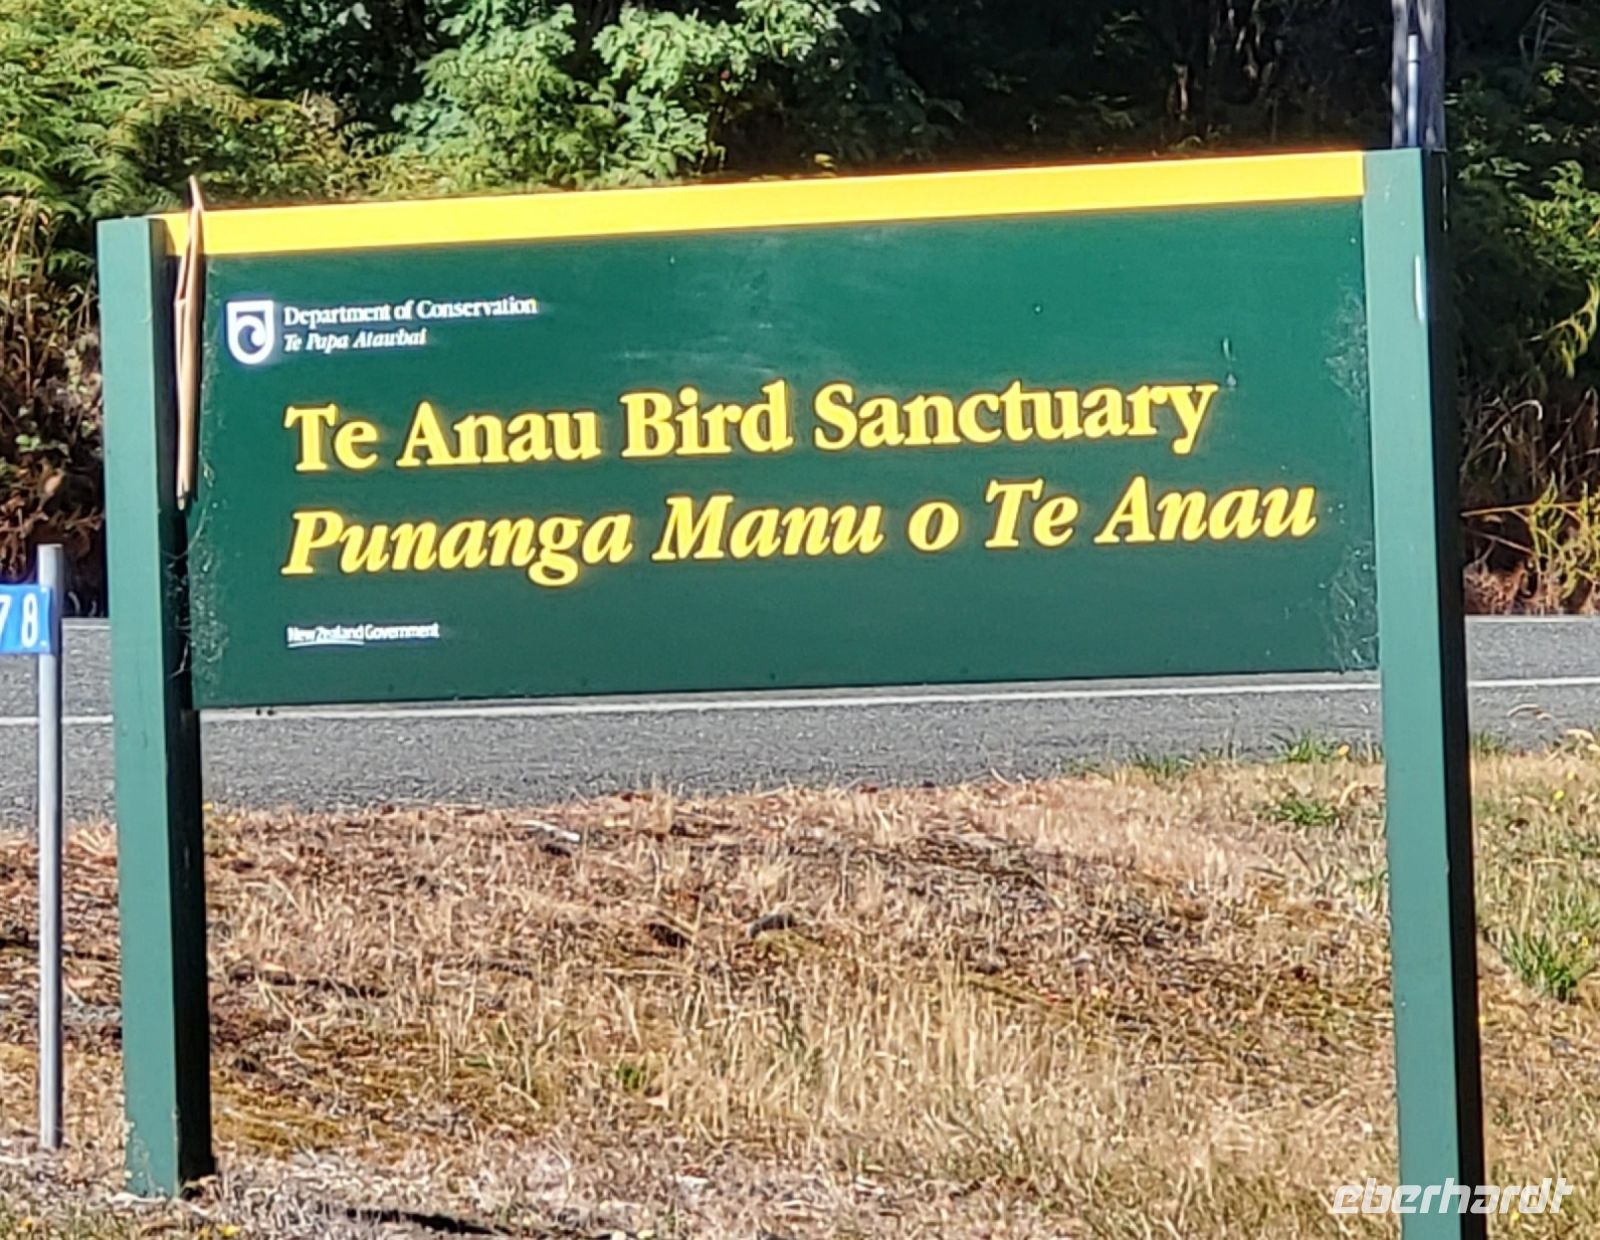 Department of Conservation
Te Papa Atawhai
Te Anau Bird Sanctuary
Punanga Manu o Te Anau
New Zealand Government
78
eberhardt